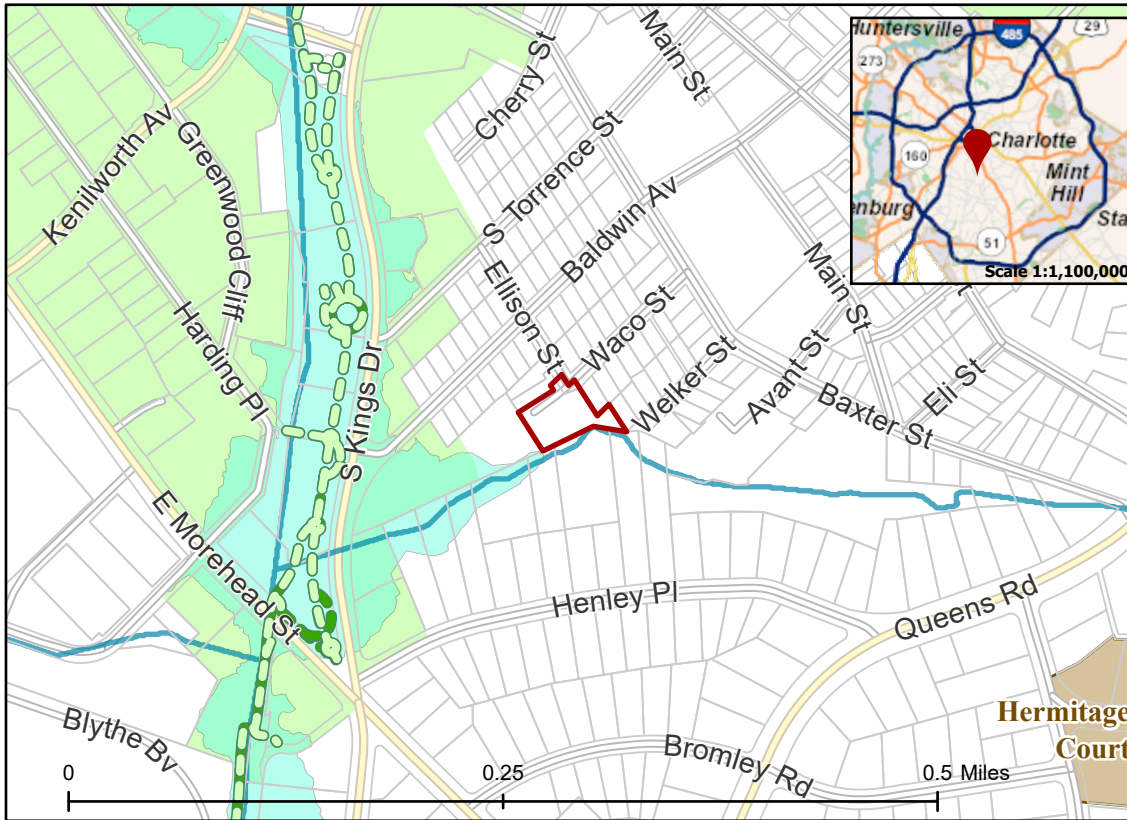 Kenilworth Av
Greenwood Cliff
Harding Pl
Cherry St
Main St
S Torrence St
Baldwin Av
Ellison St
Waco St
Welker St
Main St
Avant St
Eli St
Baxter St
S Kings Dr
E Morehead St
Henley Pl
Queens Rd
Bromley Rd
Blythe Bv
Hermitage
Court
0
0.25
0.5 Miles
Huntersville
485
29
273
Charlotte
160
Mint
Hill
enburg
Sta
51
Scale 1:1,100,000